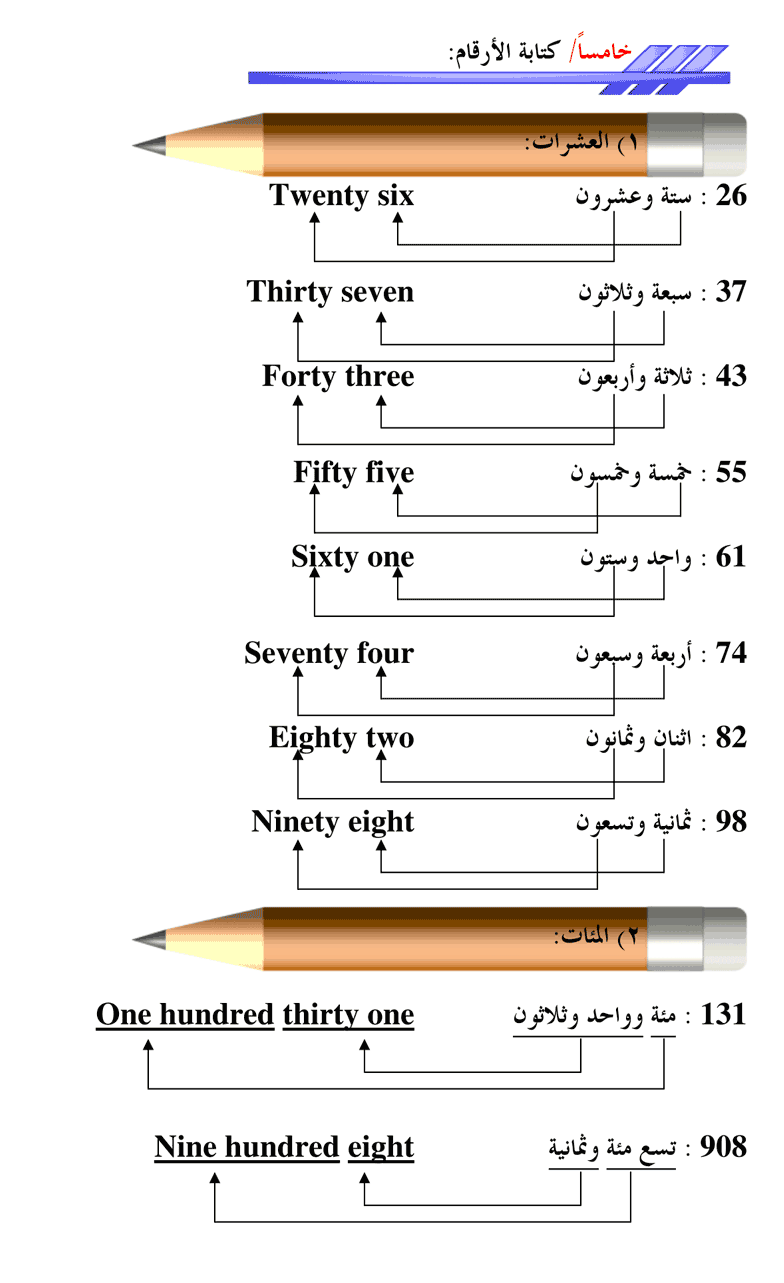 خامساً/ كتابة الأرقام:
١) العشرات:
26 : ستة وعشرون Twenty six
37 : سبعة وثلاثون Thirty seven
43 : ثلاثة وأربعون Forty three
55 : خمسة وخمسون Fifty five
61 : واحد وستون Sixty one
74 : أربعة وسبعون Seventy four
82 : اثنان وثمانون Eighty two
98 : ثمانية وتسعون Ninety eight
٢) المئات:
131 : مئة وواحد وثلاثون One hundred thirty one
908 : تسع مئة وثمانية Nine hundred eight